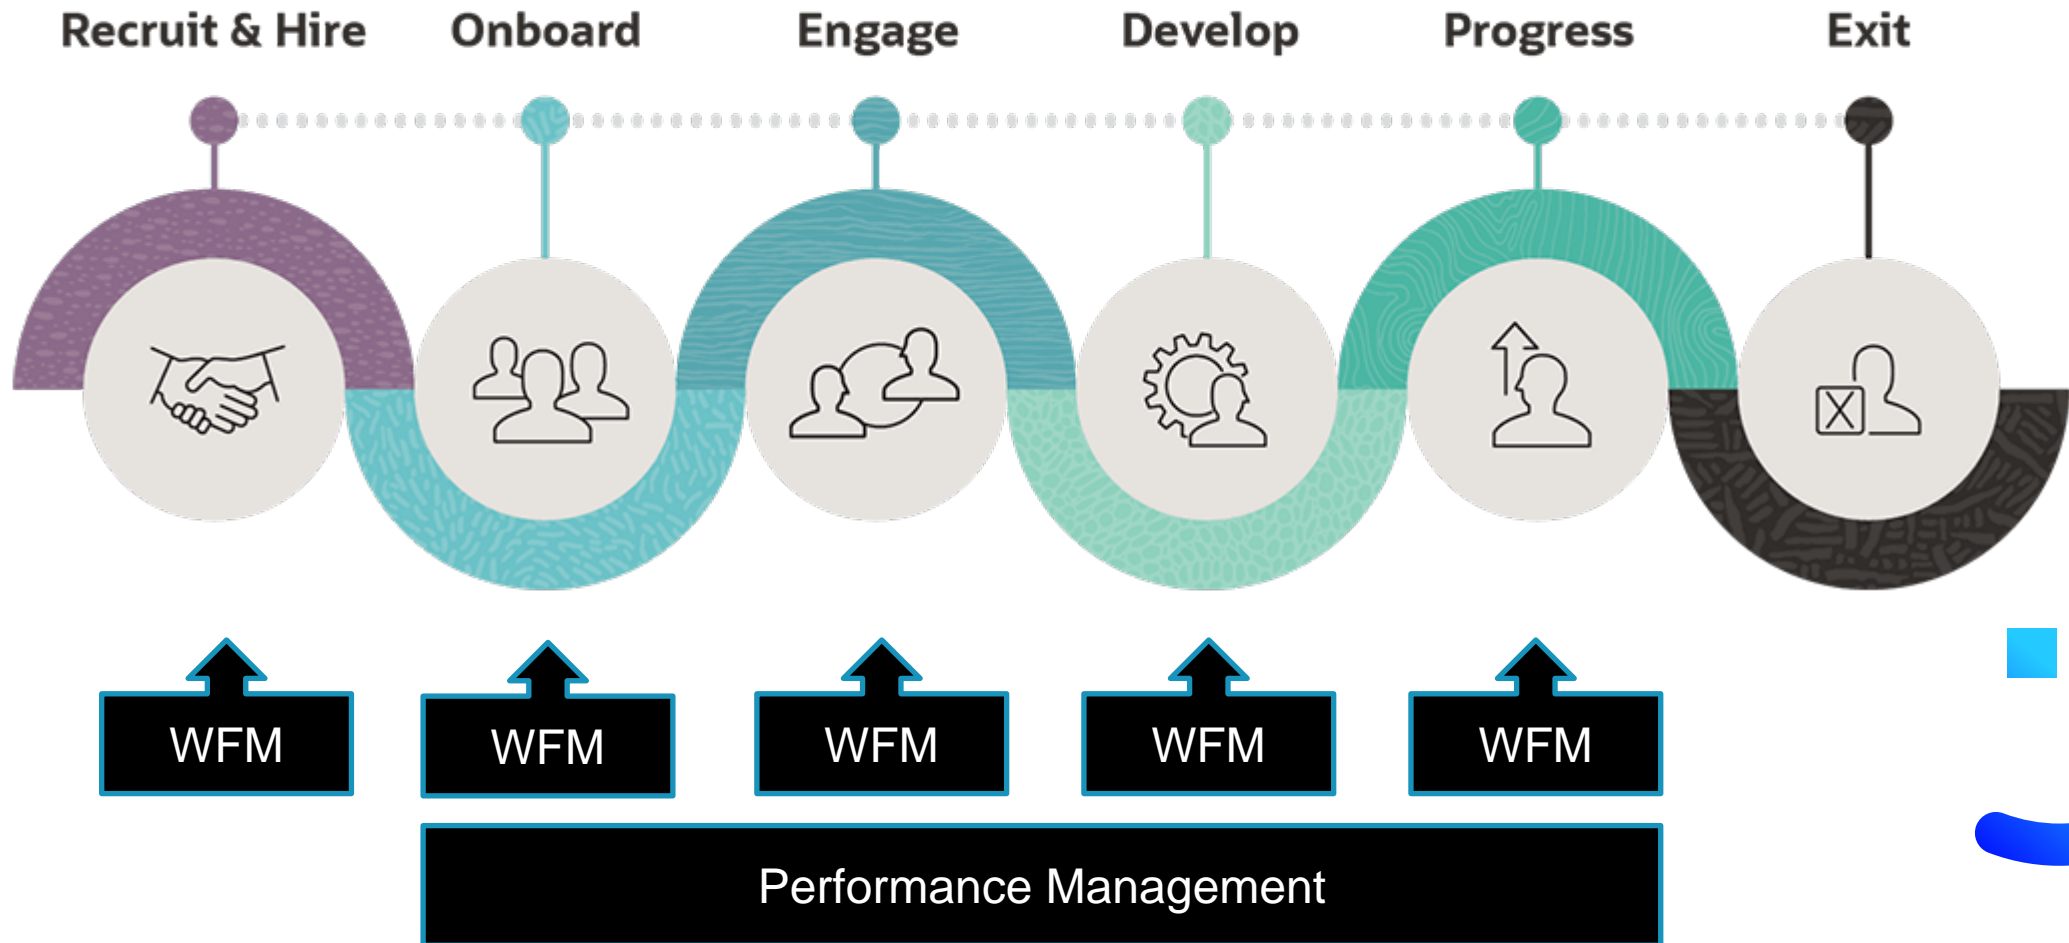 Recruit & Hire Onboard Engage Develop Progress Exit
X
WFM WFM WFM WFM WFM
Performance Management